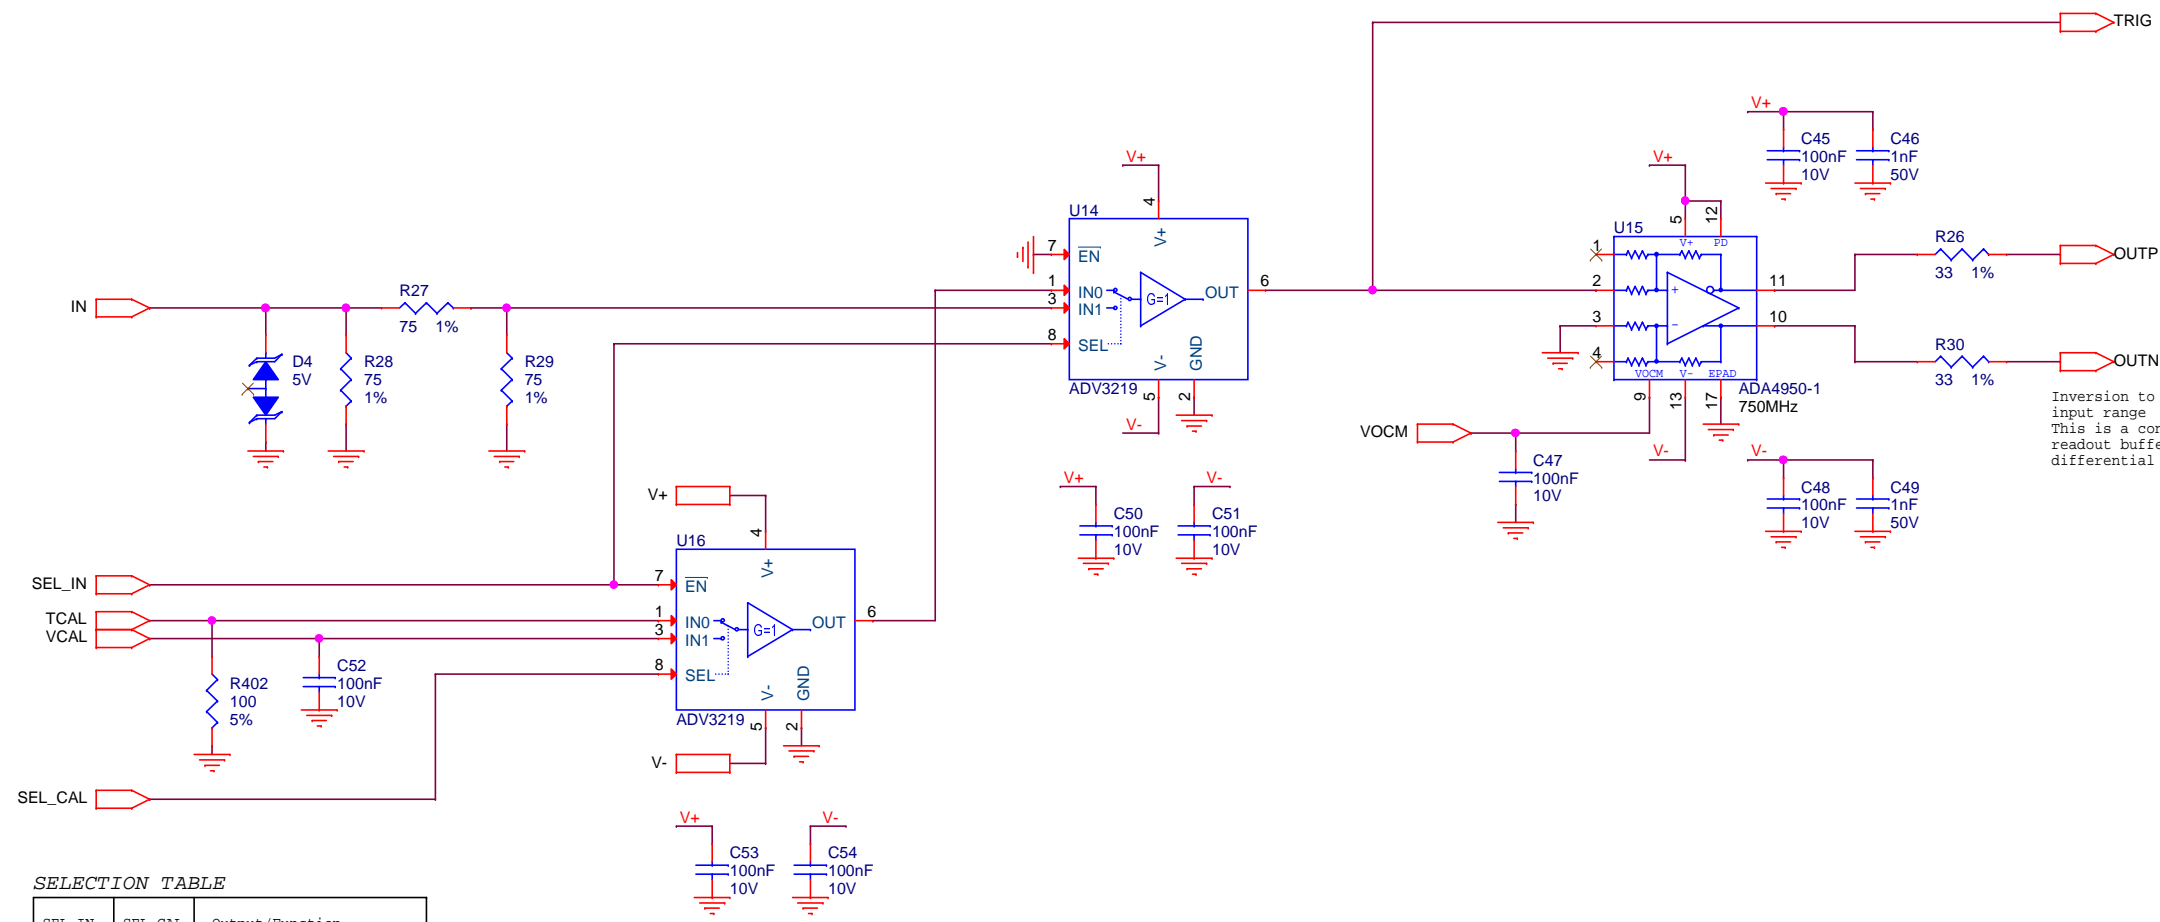 TRIG
V+
C45
100nF
10V
C46
1nF
50V
V+
V+
U14
4
V+
7
EN
1
IN0
3
IN1
G=1
OUT
6
8
SEL
V-
GND
ADV3219
5
2
V-
U15
5
12
V+
PD
1
2
3
4
+
-
11
10
VOCM
V-
EPAD
ADA4950-1
750MHz
9
13
17
V-
R26
33 1%
OUTP
R30
33 1%
OUTN
Inversion to
input range
This is a
readout
differential
IN
R27
75 1%
D4
5V
R28
75
1%
R29
75
1%
VOCM
C47
100nF
10V
V-
C48
100nF
10V
C49
1nF
50V
V+
C50
100nF
10V
V-
C51
100nF
10V
V+
U16
4
V+
SEL_IN
7
EN
TCAL
1
IN0
VCAL
3
IN1
G=1
OUT
6
8
SEL
V-
GND
ADV3219
5
2
V-
R402
100
5%
C52
100nF
10V
SEL_CAL
V+
C53
100nF
10V
V-
C54
100nF
10V
SELECTION TABLE
SEL_IN SEL_CAL Output/Function